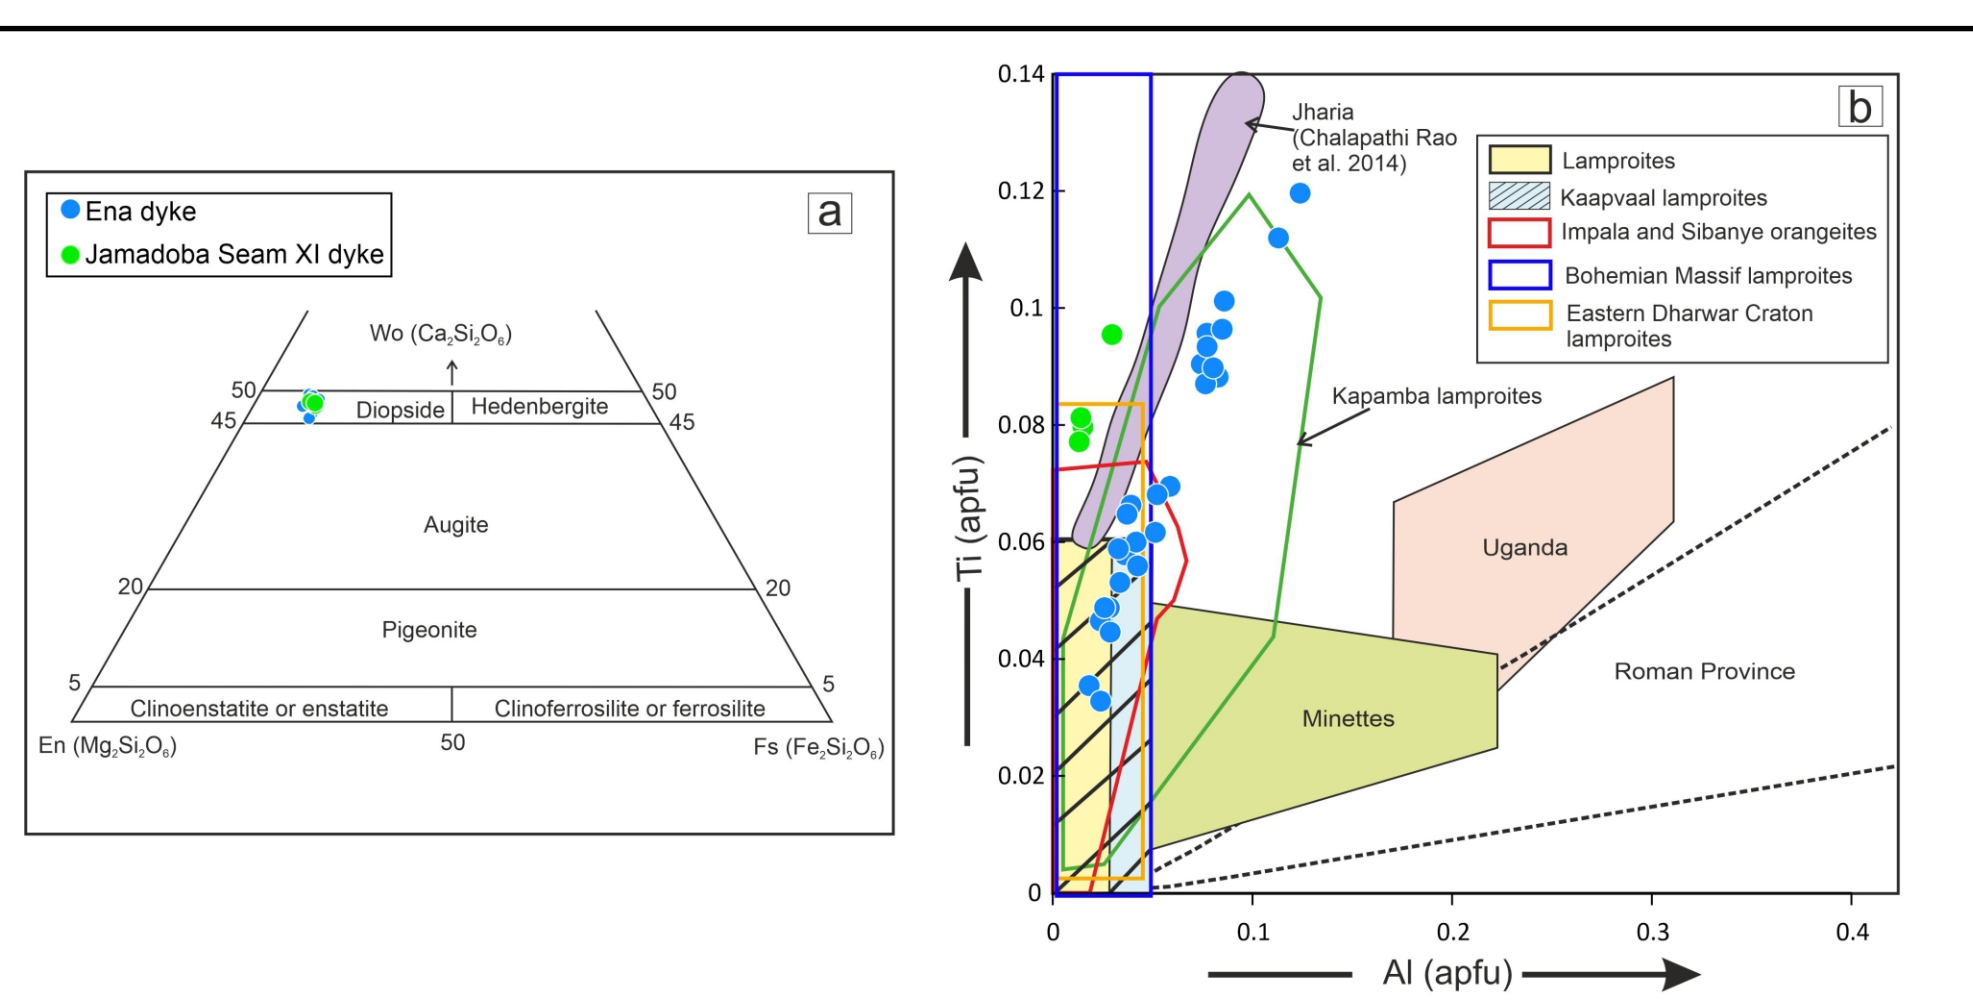 Ena dyke
Jamadoba Seam XI dyke
a
Wo (Ca₂Si₂O₆)
50
50
Diopside
Hedenbergite
45
45
Augite
20
20
Pigeonite
5
5
Clinoenstatite or enstatite
Clinoferrosilite or ferrosilite
En (Mg₂Si₂O₆)
50
Fs (Fe₂Si₂O₆)
b
0.14
0.12
0.1
0.08
0.06
0.04
0.02
0
Ti (apfu)
Jharia
(Chalapathi Rao
et al. 2014)
Lamproites
Kaapvaal lamproites
Impala and Sibanye orangeites
Bohemian Massif lamproites
Eastern Dharwar Craton
lamproites
Kapamba lamproites
Uganda
Roman Province
Minettes
0
0.1
0.2
0.3
0.4
Al (apfu)